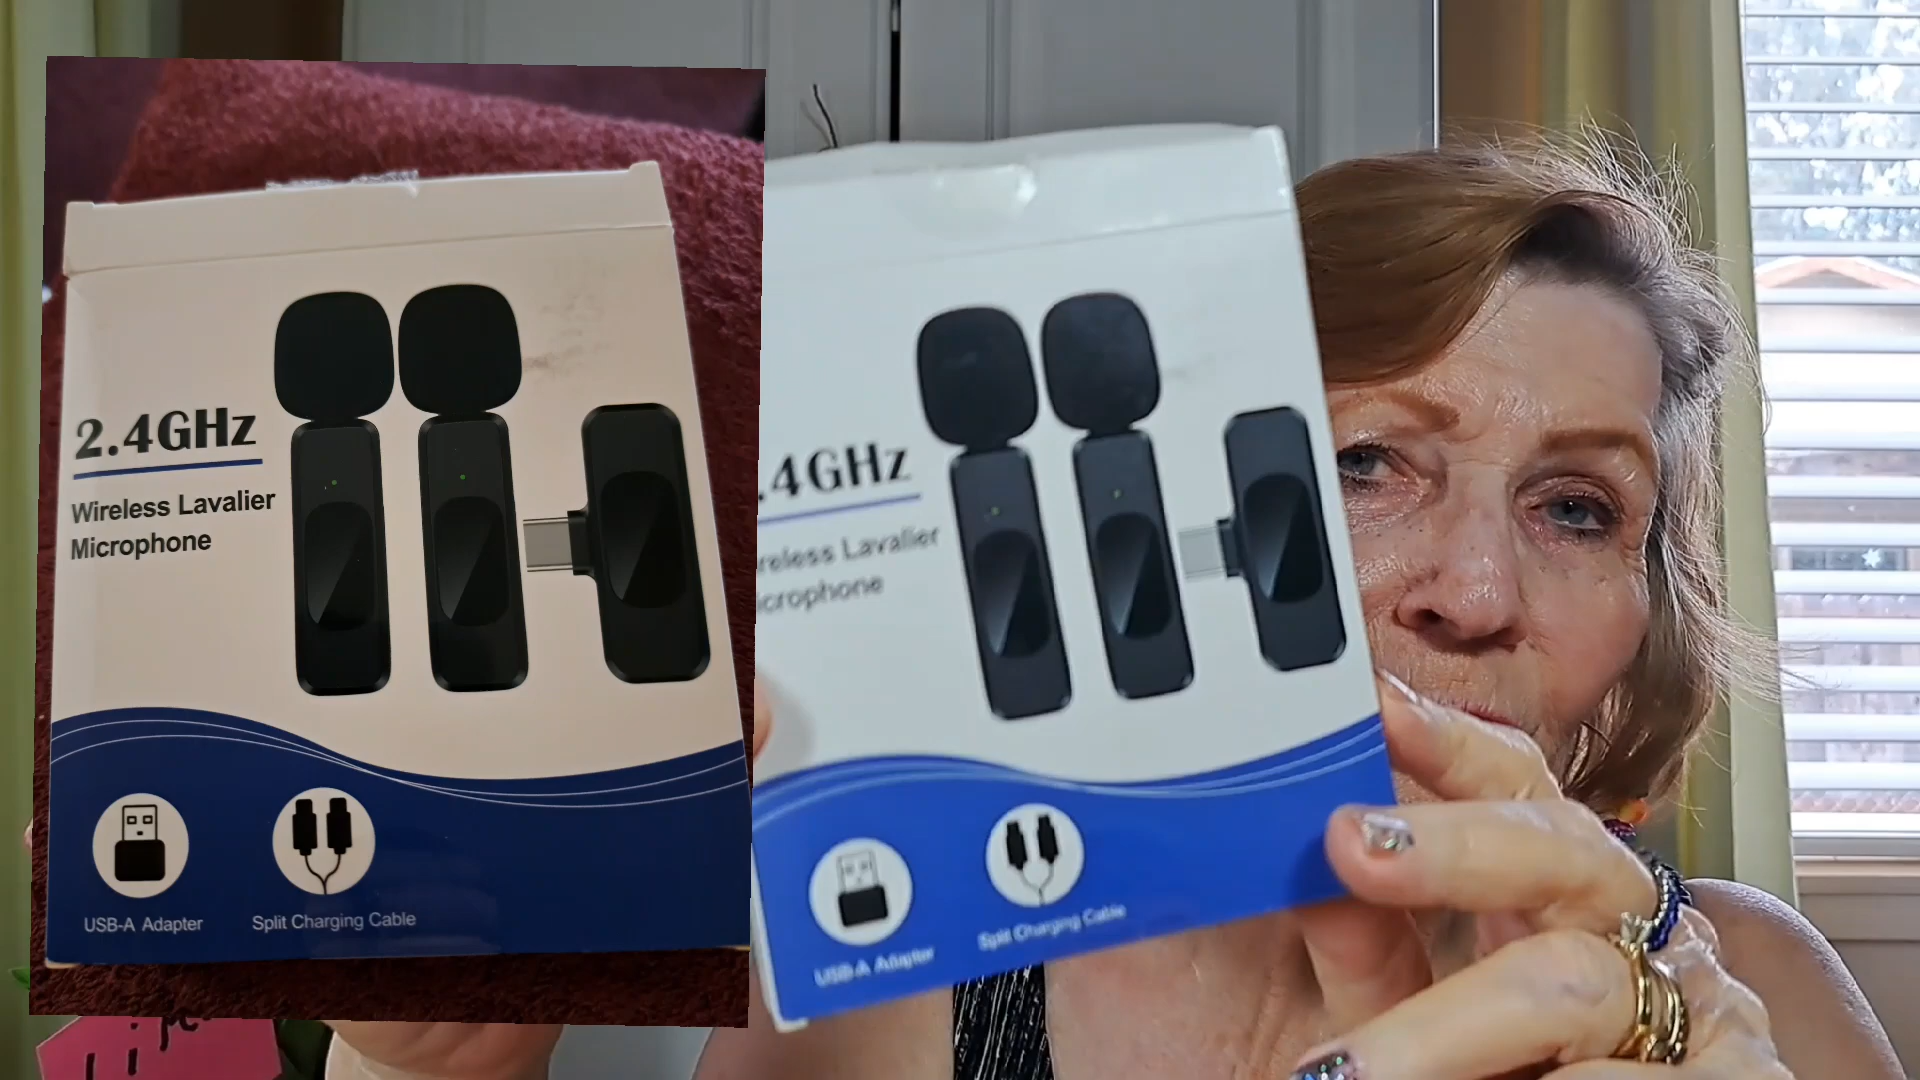 2.4GHz
Wireless Lavalier
Microphone
USB-A Adapter
Split Charging Cable
.4GHz
reless Lavalier
icrophone
USB-A Adapter
Split Charging Cable